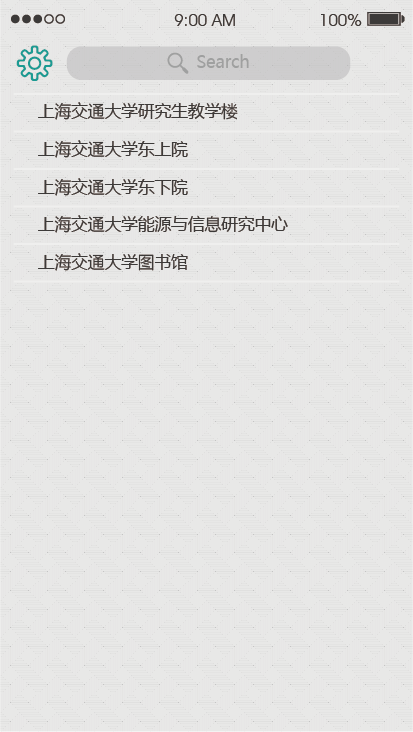 9:00 AM 100%
Search
上海交通大学研究生教学楼
上海交通大学东上院
上海交通大学东下院
上海交通大学能源与信息研究中心
上海交通大学图书馆